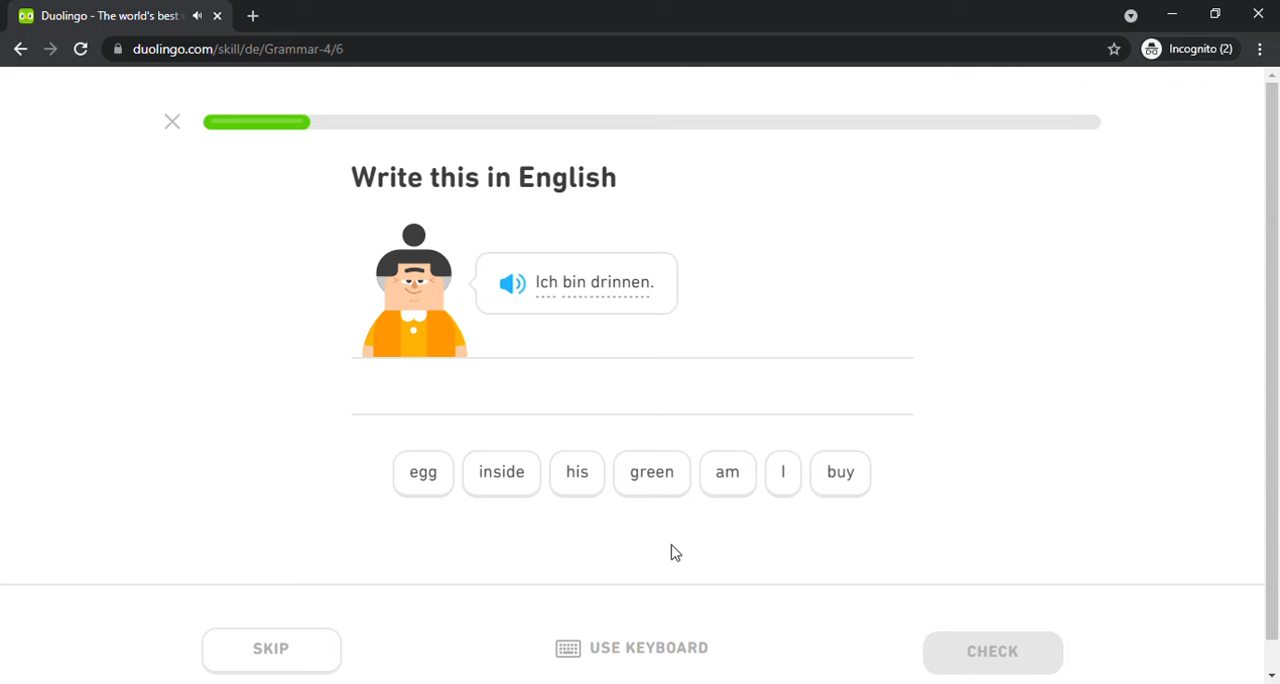 Duolingo - The world's best
duolingo.com/skill/de/Grammar-4/6
Incognito (2)
Write this in English
Ich bin drinnen.
egg inside his green am I buy
SKIP
USE KEYBOARD
CHECK